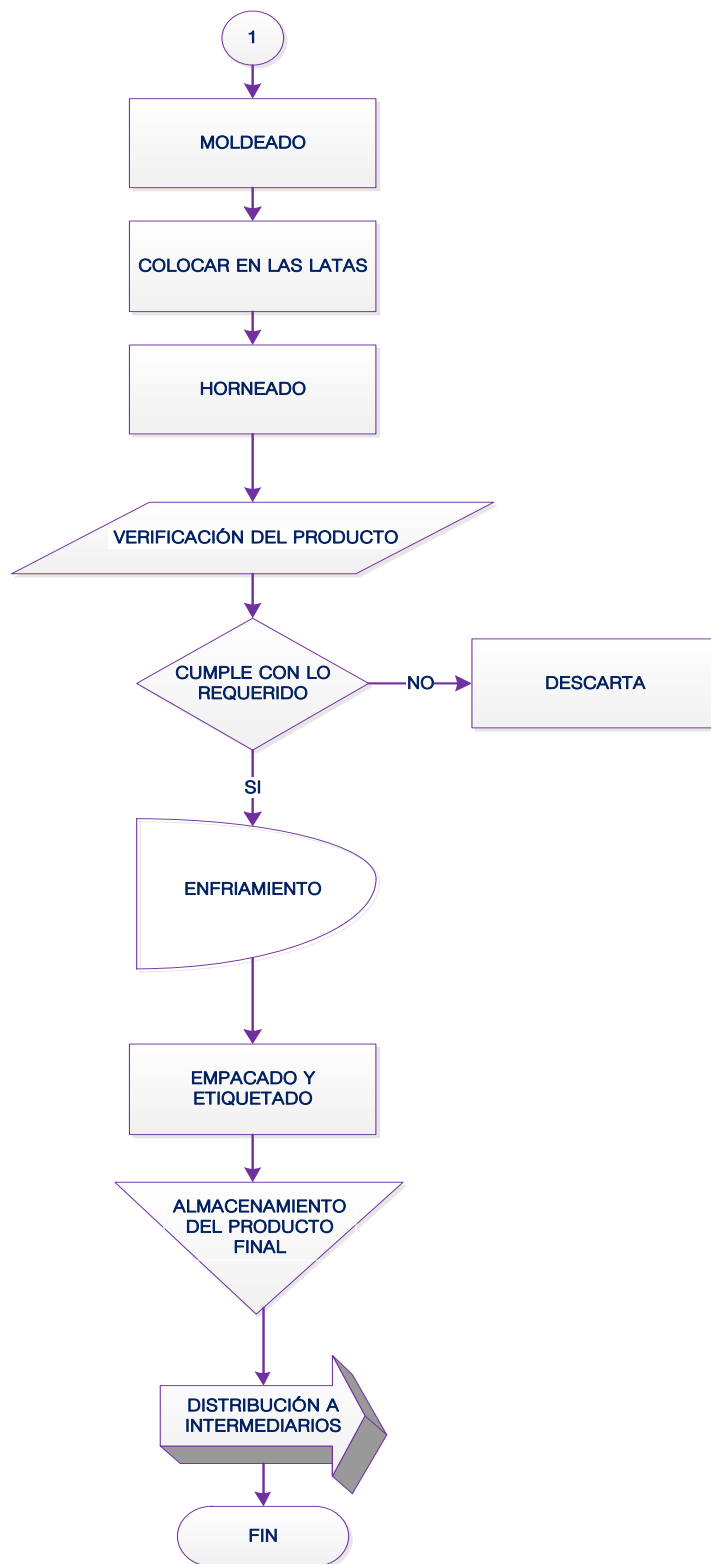 1
MOLDEADO
COLOCAR EN LAS LATAS
HORNEADO
VERIFICACIÓN DEL PRODUCTO
CUMPLE CON LO
REQUERIDO
NO
DESCARTA
SI
ENFRIAMIENTO
EMPACADO Y
ETIQUETADO
ALMACENAMIENTO
DEL PRODUCTO
FINAL
DISTRIBUCIÓN A
INTERMEDIARIOS
FIN